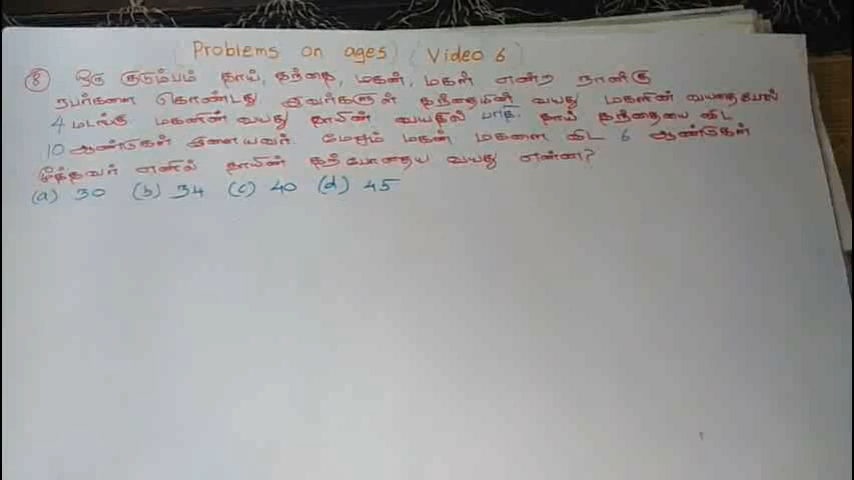 (Problems on ages) (Video 6)
8 ஒரு குடும்பம் தாய், தந்தை, மகன், மகள் என்ற நான்கு
நபர்களை கொண்டது. இவர்களுள் தந்தையின் வயது மகளின் வயதைபோல்
4 மடங்கு மகனின் வயது தாயின் வயதில் பாதி. தாய் தந்தையை விட
10 ஆண்டுகள் இளையவர். மேலும் மகன் மகளை விட 6 ஆண்டுகள்
மூத்தவர் எனில் தாயின் தற்போதைய வயது என்ன?
(a) 30 (b) 34 (c) 40 (d) 45